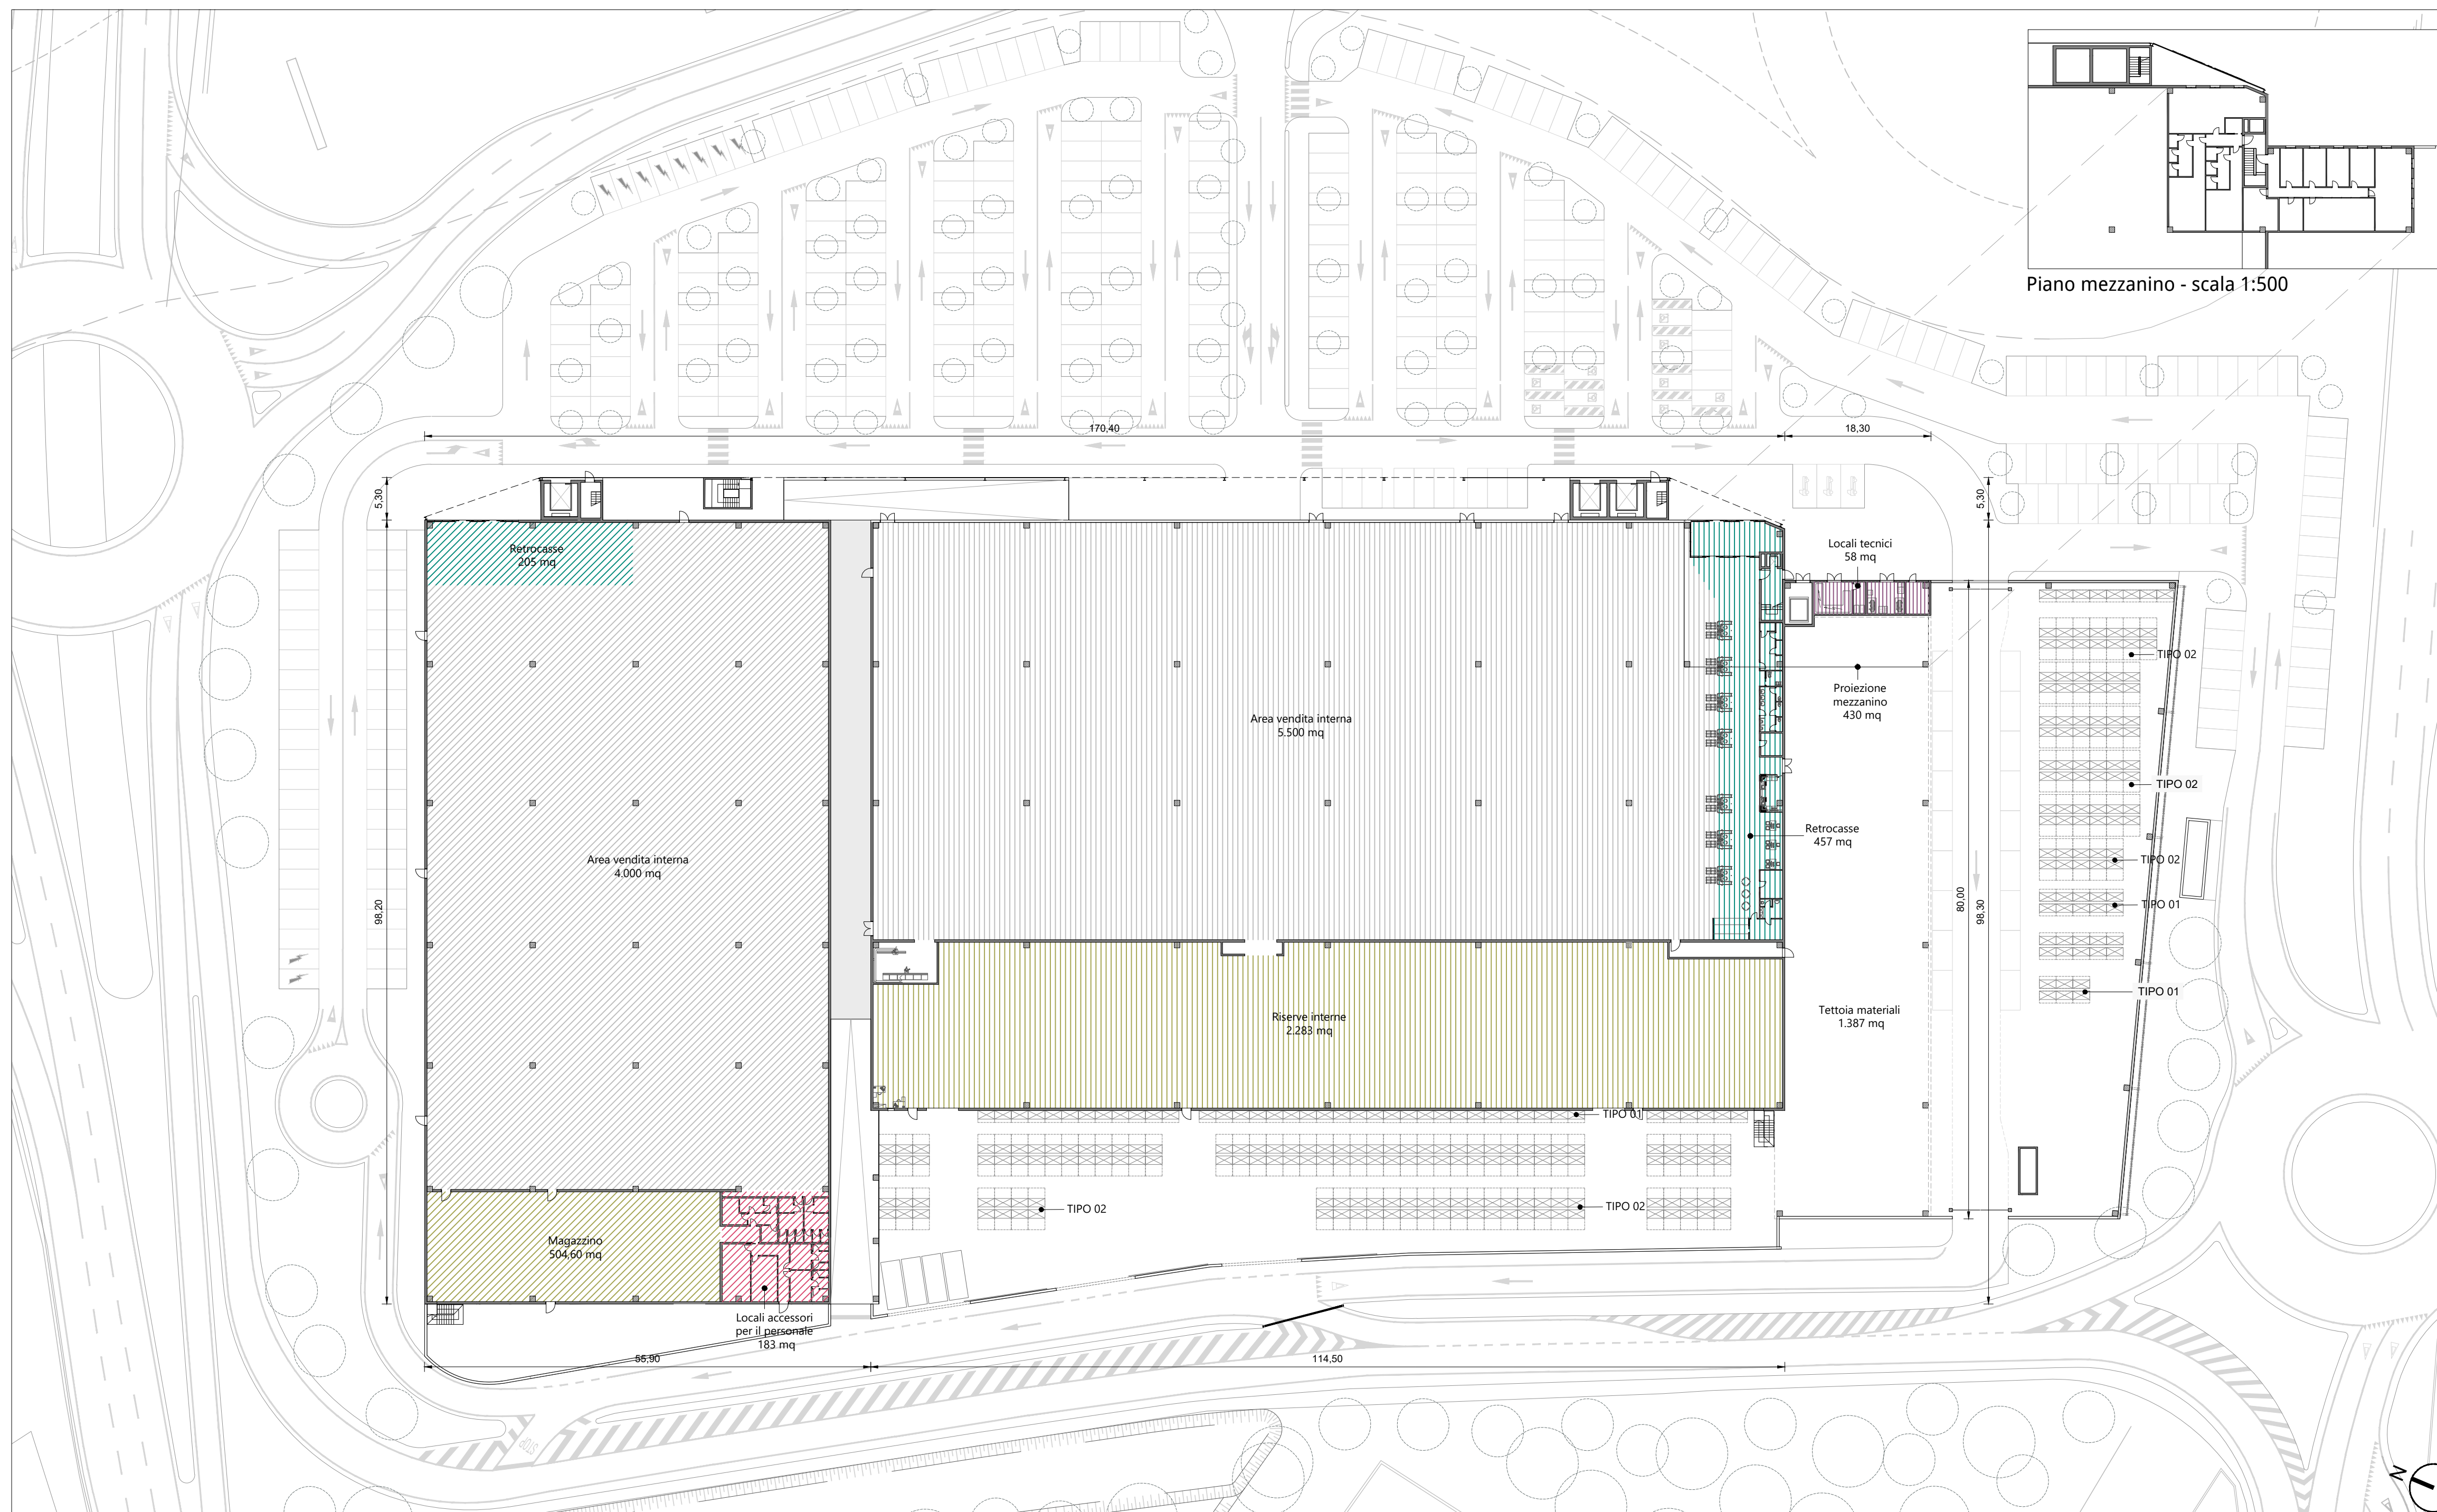 Piano mezzanino - scala 1:500
170,40
18,30
5,30
5,30
Retrocasse
205 mq
Locali tecnici
58 mq
TIPO 02
Proiezione
mezzanino
430 mq
Area vendita interna
5.500 mq
TIPO 02
Retrocasse
457 mq
Area vendita interna
4.000 mq
TIPO 02
98,20
80,00
98,30
TIPO 01
TIPO 01
Riserve interne
2.283 mq
Tettoia materiali
1.387 mq
TIPO 01
TIPO 02
TIPO 02
Magazzino
504,60 mq
Locali accessori
per il personale
183 mq
55,90
114,50
STOP
N